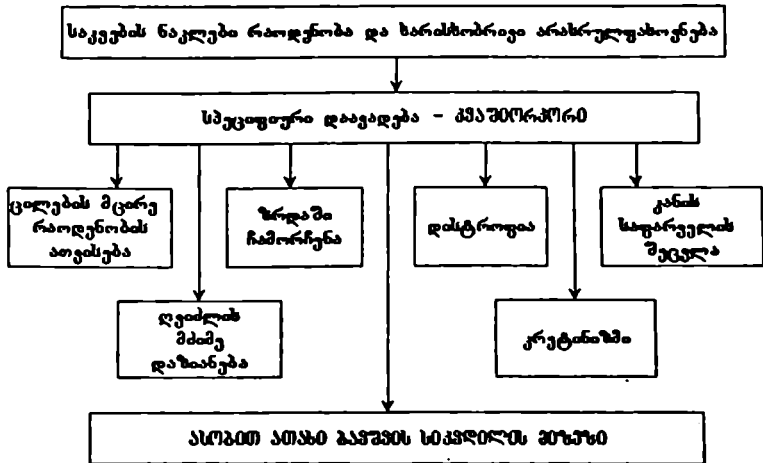 საკვების ნაკლები რაოდენობა და ხარისხობრივი არასრულფასოვნება
სპეციფიური დაავადება – კვაშიორკორი
ცილების მცირე
რაოდენობის
ათვისება
ზრდაში
ჩამორჩენა
დისტროფია
კანის
საფარველის
შეცვლა
ღვიძლის
მძიმე
დაზიანება
კრეტინიზმი
ასობით ათასი ბავშვის სიკვდილის მიზეზი